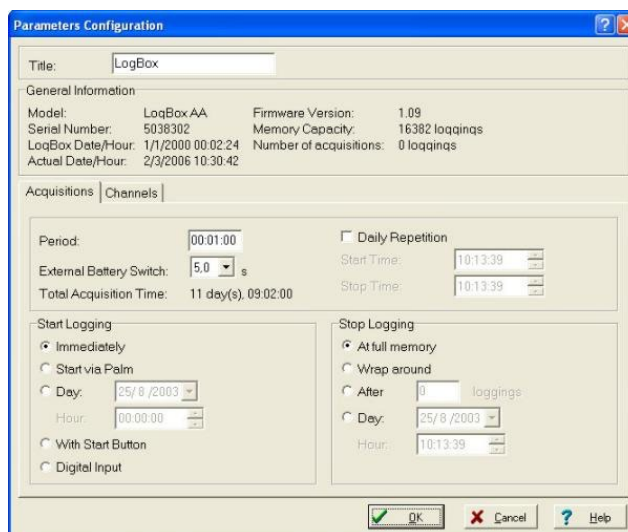 Parameters Configuration
Title: LogBox
General Information
Model: LogBox AA Firmware Version: 1.09
Serial Number: 5038302 Memory Capacity: 16382 loggings
LogBox Date/Hour: 1/1/2000 00:02:24 Number of acquisitions: 0 loggings
Actual Date/Hour: 2/3/2006 10:30:42
Acquisitions Channels
Period: 00:01:00
External Battery Switch: 5,0 s
Total Acquisition Time: 11 day(s), 09:02:00
Daily Repetition
Start Time: 10:13:39
Stop Time: 10:13:39
Start Logging
Immediately
Start via Palm
Day: 25/ 8 /2003
Hour: 00:00:00
With Start Button
Digital Input
Stop Logging
At full memory
Wrap around
After 0 loggings
Day: 25/ 8 /2003
Hour: 10:13:39
OK Cancel ? Help